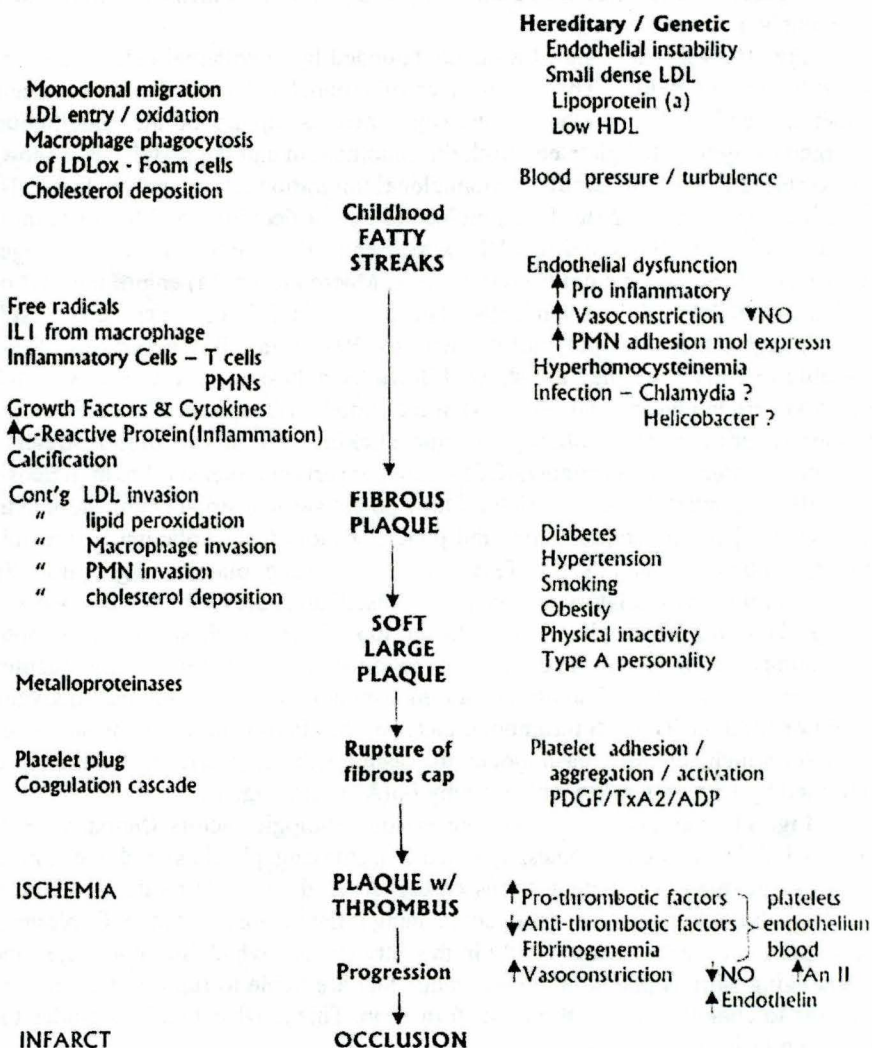 Hereditary / Genetic
Endothelial instability
Small dense LDL
Lipoprotein (a)
Low HDL
Monoclonal migration
LDL entry / oxidation
Macrophage phagocytosis
of LDLox - Foam cells
Cholesterol deposition
Blood pressure / turbulence
Childhood
FATTY
STREAKS
Endothelial dysfunction
↑ Pro inflammatory
↑ Vasoconstriction ▼NO
↑ PMN adhesion mol expressn
Hyperhomocysteinemia
Infection – Chlamydia ?
Helicobacter ?
Free radicals
IL1 from macrophage
Inflammatory Cells – T cells
PMNs
Growth Factors & Cytokines
↑C-Reactive Protein(Inflammation)
Calcification
Cont'g LDL invasion
" lipid peroxidation
" Macrophage invasion
" PMN invasion
" cholesterol deposition
FIBROUS
PLAQUE
Diabetes
Hypertension
Smoking
Obesity
Physical inactivity
Type A personality
SOFT
LARGE
PLAQUE
Metalloproteinases
Rupture of
fibrous cap
Platelet plug
Coagulation cascade
Platelet adhesion /
aggregation / activation
PDGF/TxA2/ADP
ISCHEMIA
PLAQUE w/
THROMBUS
↑Pro-thrombotic factors platelets
↓Anti-thrombotic factors endotheliun
Fibrinogenemia blood
↑Vasoconstriction ▼NO ↑An II
↑Endothelin
Progression
INFARCT
OCCLUSION